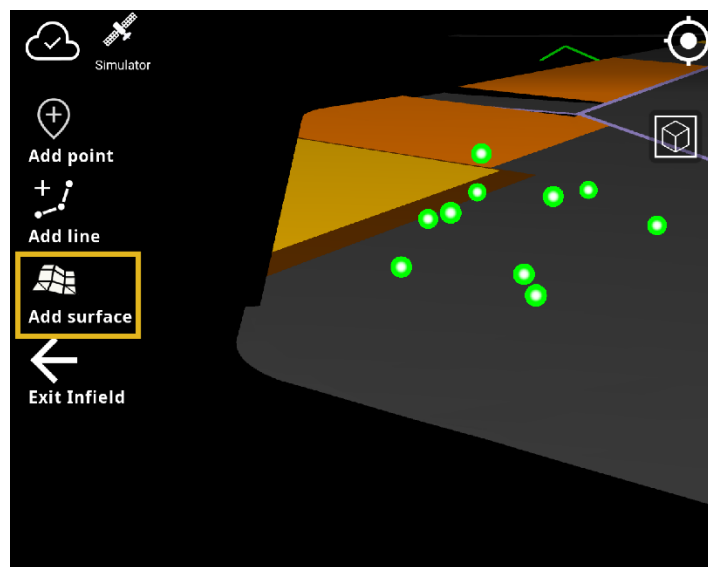 Simulator
Add point
Add line
Add surface
Exit Infield